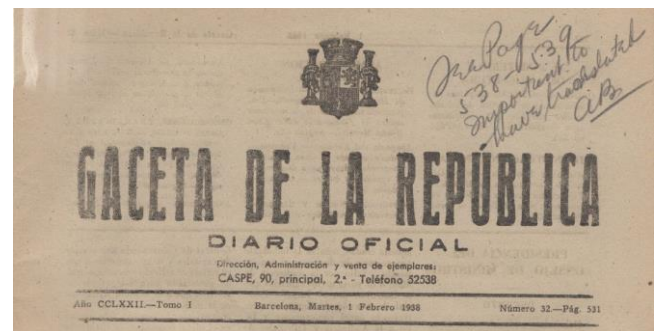 See Page
538-539
Important to
have translated
AB
GACETA DE LA REPÚBLICA
DIARIO OFICIAL
Dirección, Administración y venta de ejemplares:
CASPE, 90, principal, 2.ª - Teléfono 52538
Año CCLXXII.—Tomo I Barcelona, Martes, 1 Febrero 1938 Número 32.—Pág. 531